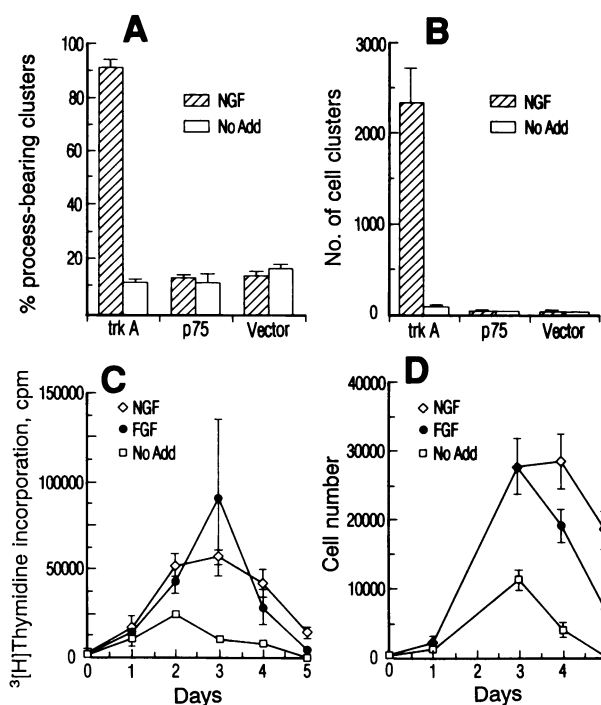 A
% process-bearing clusters
100
80
60
40
20
NGF
No Add
trk A p75 Vector
B
No. of cell clusters
3000
2000
1000
0
NGF
No Add
trk A p75 Vector
C
³[H]Thymidine incorporation, cpm
150000
100000
50000
0
NGF
FGF
No Add
0 1 2 3 4 5
Days
D
Cell number
40000
30000
20000
10000
0
NGF
FGF
No Add
0 1 2 3 4
Days